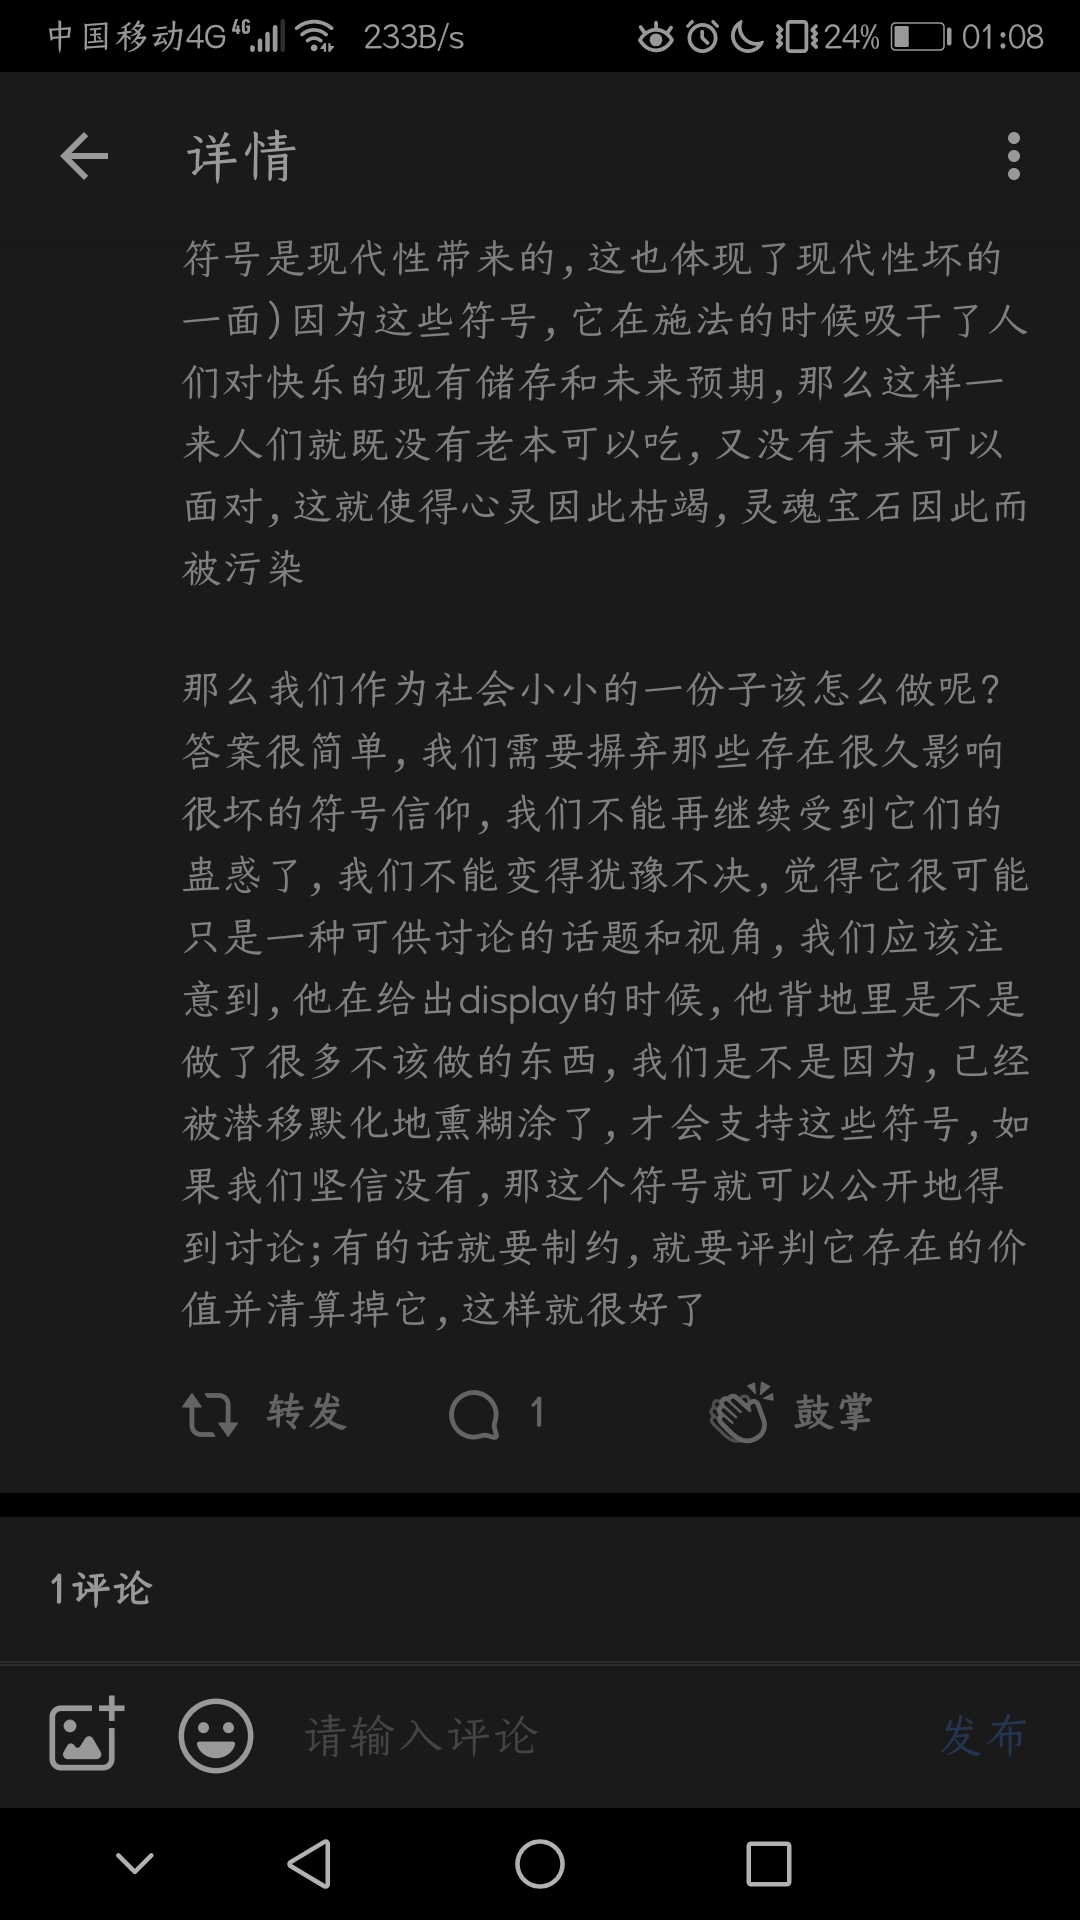 中国移动4G 4G 233B/s 24% 01:08
详情
符号是现代性带来的,这也体现了现代性坏的
一面)因为这些符号,它在施法的时候吸干了人
们对快乐的现有储存和未来预期,那么这样一
来人们就既没有老本可以吃,又没有未来可以
面对,这就使得心灵因此枯竭,灵魂宝石因此而
被污染
那么我们作为社会小小的一份子该怎么做呢?
答案很简单,我们需要摒弃那些存在很久影响
很坏的符号信仰,我们不能再继续受到它们的
蛊惑了,我们不能变得犹豫不决,觉得它很可能
只是一种可供讨论的话题和视角,我们应该注
意到,他在给出display的时候,他背地里是不是
做了很多不该做的东西,我们是不是因为,已经
被潜移默化地熏糊涂了,才会支持这些符号,如
果我们坚信没有,那这个符号就可以公开地得
到讨论;有的话就要制约,就要评判它存在的价
值并清算掉它,这样就很好了
转发 1 鼓掌
1评论
请输入评论 发布